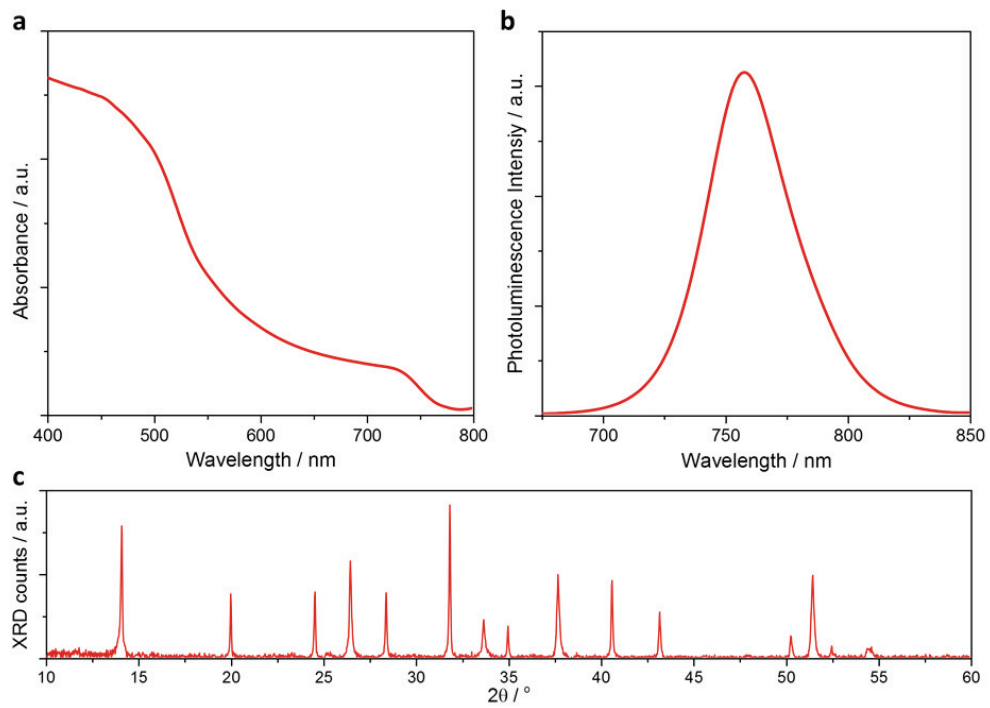 a
b
Absorbance / a.u.
Photoluminescence Intensiy / a.u.
400 500 600 700 800
700 750 800 850
Wavelength / nm
Wavelength / nm
c
XRD counts / a.u.
10 15 20 25 30 35 40 45 50 55 60
2θ / °